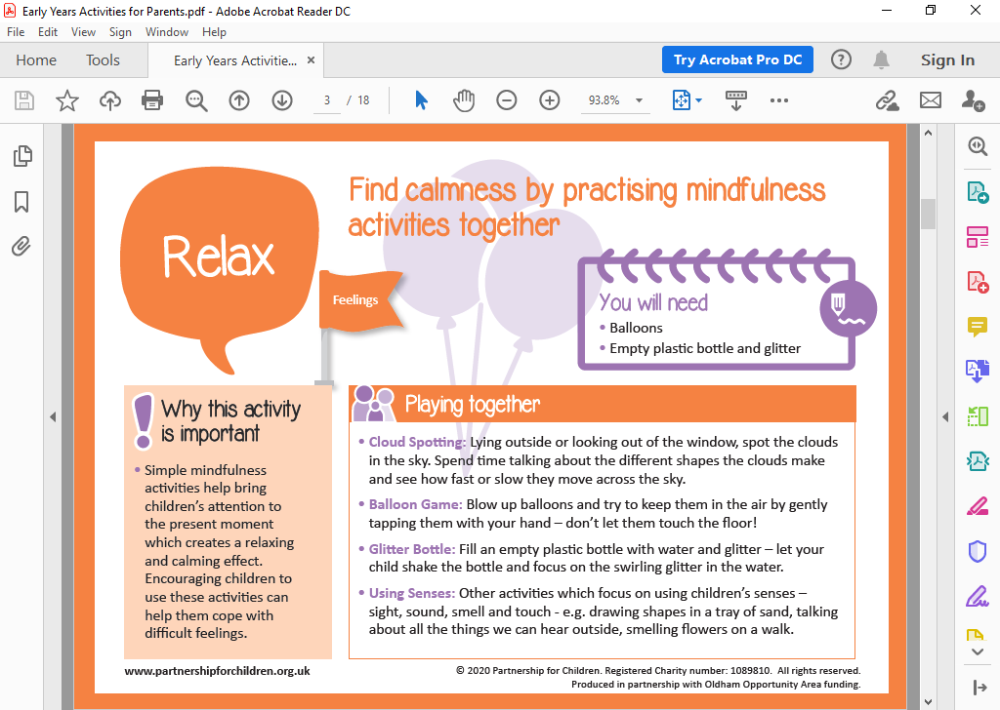 Early Years Activities for Parents.pdf - Adobe Acrobat Reader DC
File Edit View Sign Window Help
Home Tools Early Years Activitie... × Try Acrobat Pro DC ? Sign In
3 / 18 93.8% •••
Relax
Find calmness by practising mindfulness
activities together
Feelings
You will need
• Balloons
• Empty plastic bottle and glitter
Why this activity
is important
• Simple mindfulness
activities help bring
children's attention to
the present moment
which creates a relaxing
and calming effect.
Encouraging children to
use these activities can
help them cope with
difficult feelings.
Playing together
• Cloud Spotting: Lying outside or looking out of the window, spot the clouds
in the sky. Spend time talking about the different shapes the clouds make
and see how fast or slow they move across the sky.
• Balloon Game: Blow up balloons and try to keep them in the air by gently
tapping them with your hand – don't let them touch the floor!
• Glitter Bottle: Fill an empty plastic bottle with water and glitter – let your
child shake the bottle and focus on the swirling glitter in the water.
• Using Senses: Other activities which focus on using children's senses –
sight, sound, smell and touch - e.g. drawing shapes in a tray of sand, talking
about all the things we can hear outside, smelling flowers on a walk.
www.partnershipforchildren.org.uk
© 2020 Partnership for Children. Registered Charity number: 1089810. All rights reserved.
Produced in partnership with Oldham Opportunity Area funding.